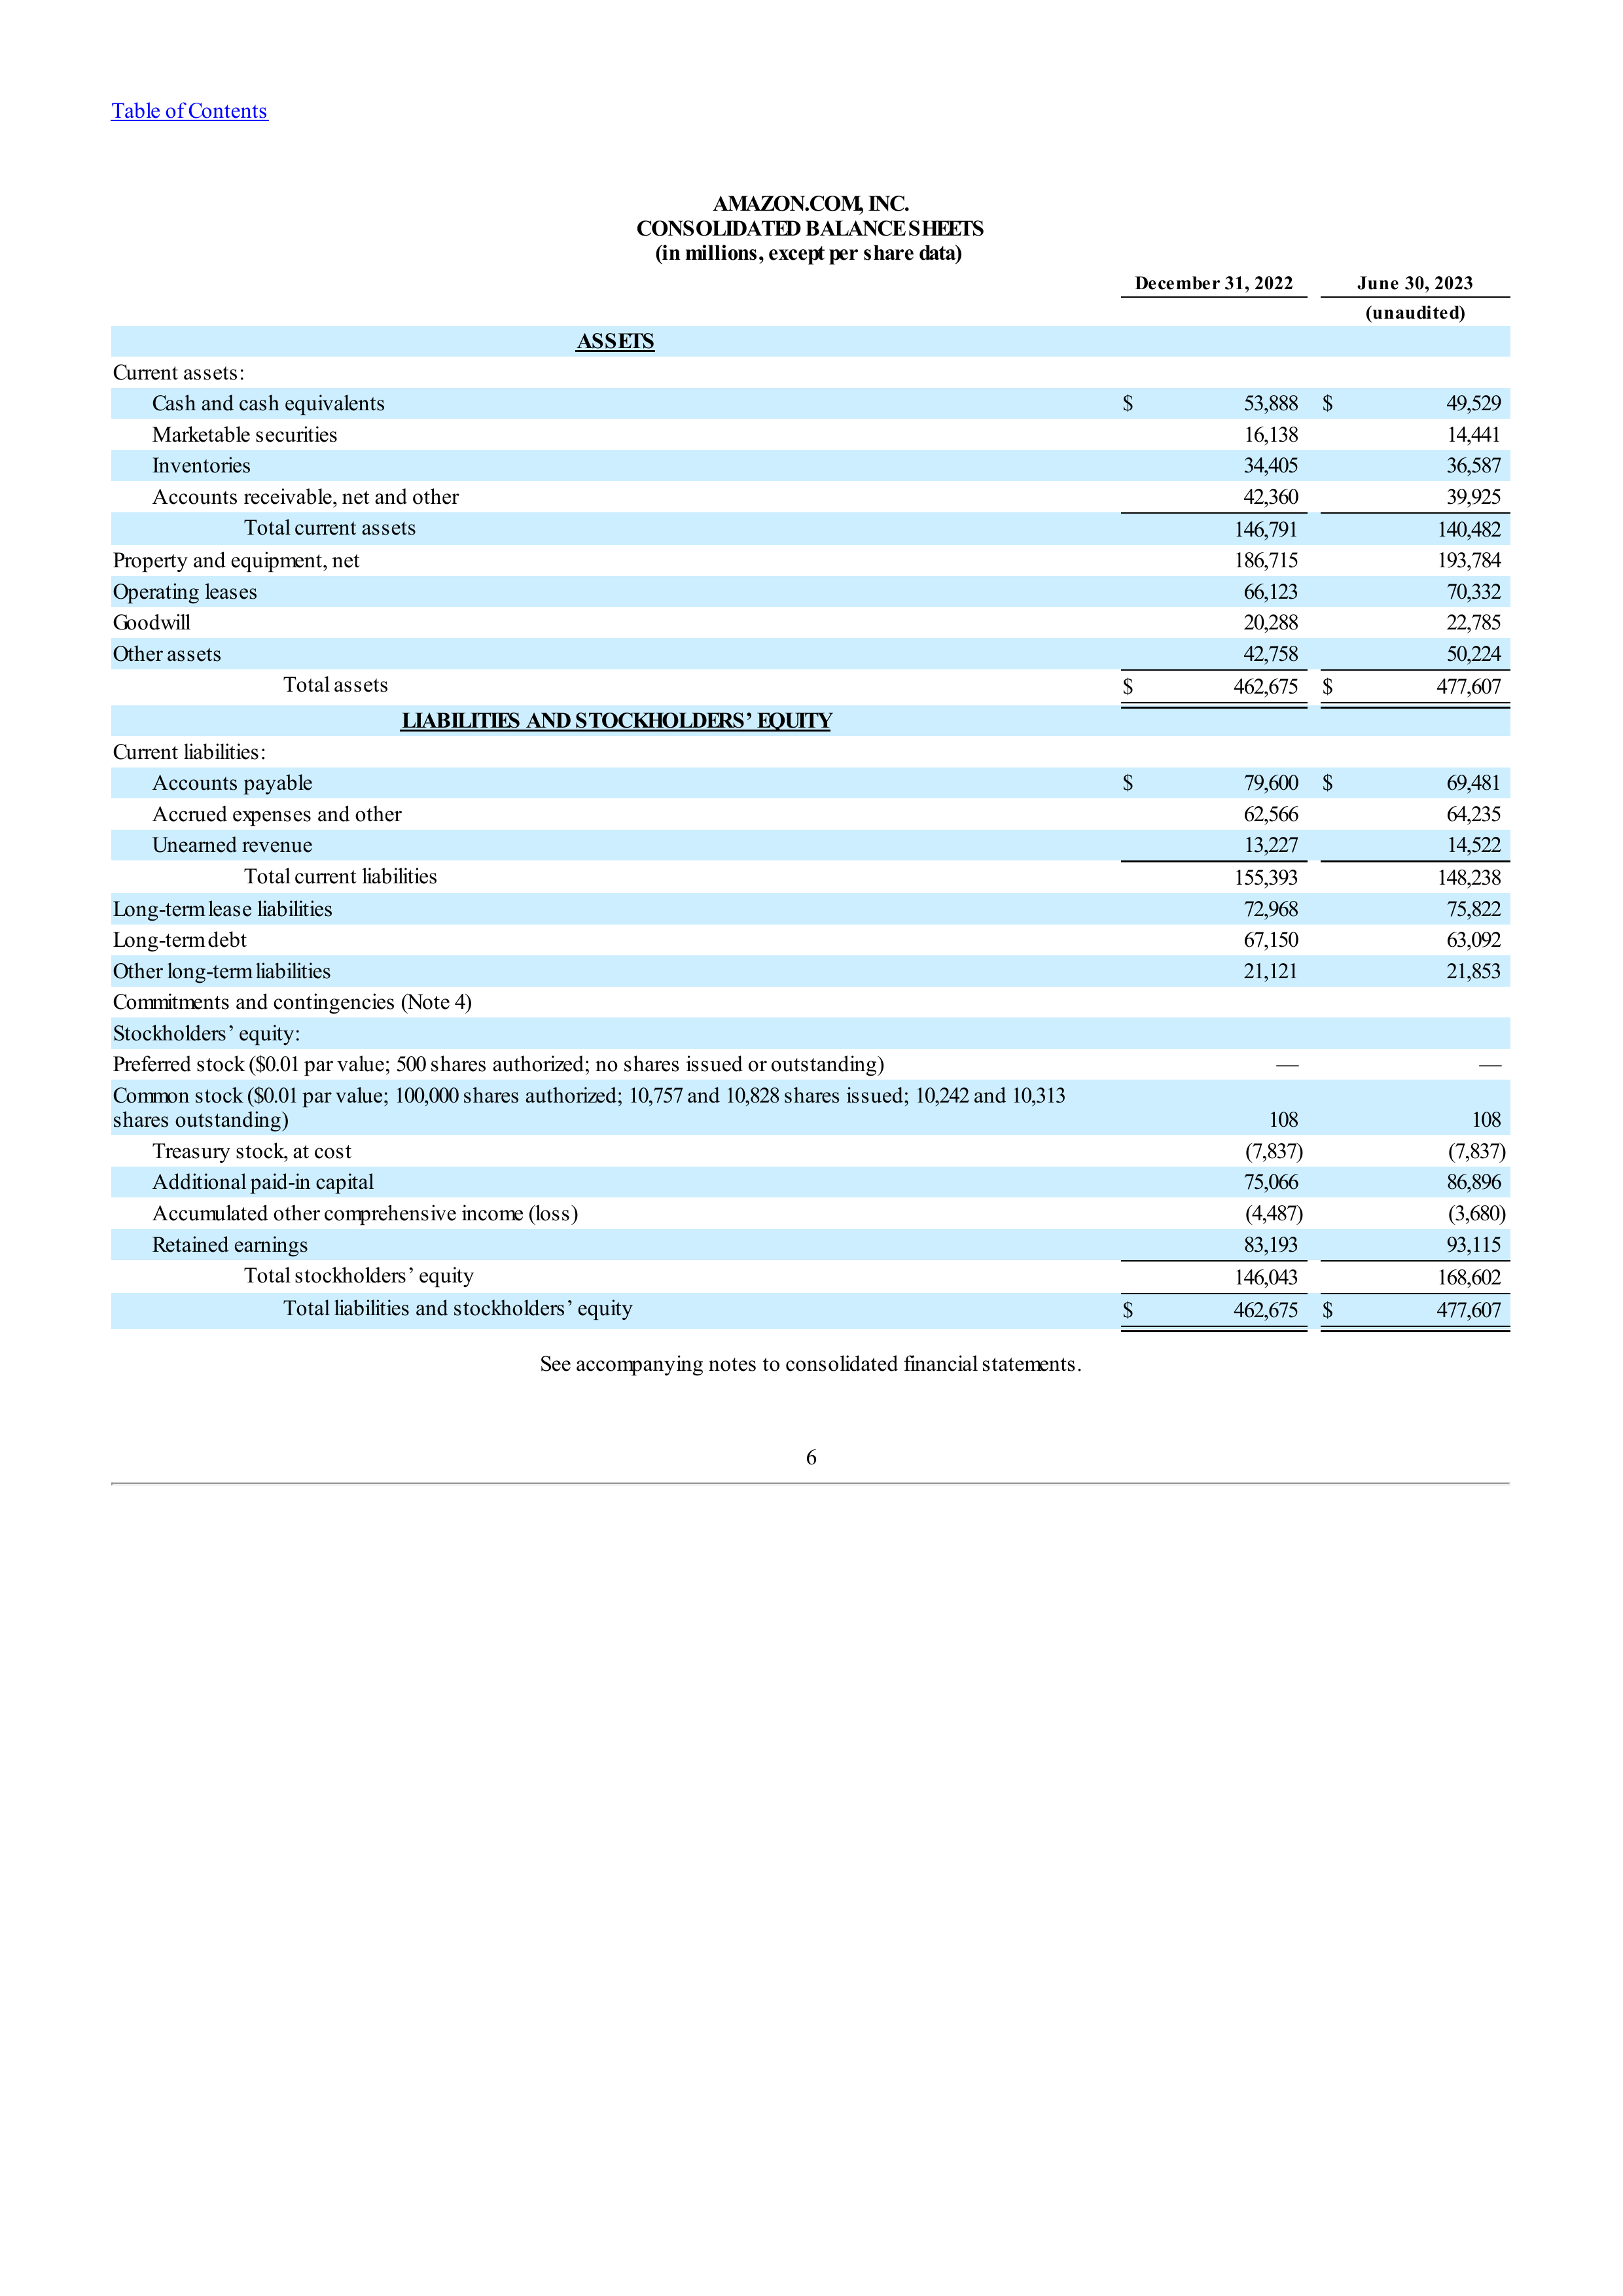 Table of Contents
AMAZON.COM, INC.
CONSOLIDATED BALANCE SHEETS
(in millions, except per share data)
December 31, 2022 June 30, 2023
(unaudited)
ASSETS
Current assets:
Cash and cash equivalents $ 53,888 $ 49,529
Marketable securities 16,138 14,441
Inventories 34,405 36,587
Accounts receivable, net and other 42,360 39,925
Total current assets 146,791 140,482
Property and equipment, net 186,715 193,784
Operating leases 66,123 70,332
Goodwill 20,288 22,785
Other assets 42,758 50,224
Total assets $ 462,675 $ 477,607
LIABILITIES AND STOCKHOLDERS’ EQUITY
Current liabilities:
Accounts payable $ 79,600 $ 69,481
Accrued expenses and other 62,566 64,235
Unearned revenue 13,227 14,522
Total current liabilities 155,393 148,238
Long-term lease liabilities 72,968 75,822
Long-term debt 67,150 63,092
Other long-term liabilities 21,121 21,853
Commitments and contingencies (Note 4)
Stockholders’ equity:
Preferred stock ($0.01 par value; 500 shares authorized; no shares issued or outstanding) — —
Common stock ($0.01 par value; 100,000 shares authorized; 10,757 and 10,828 shares issued; 10,242 and 10,313
shares outstanding) 108 108
Treasury stock, at cost (7,837) (7,837)
Additional paid-in capital 75,066 86,896
Accumulated other comprehensive income (loss) (4,487) (3,680)
Retained earnings 83,193 93,115
Total stockholders’ equity 146,043 168,602
Total liabilities and stockholders’ equity $ 462,675 $ 477,607
See accompanying notes to consolidated financial statements.
6